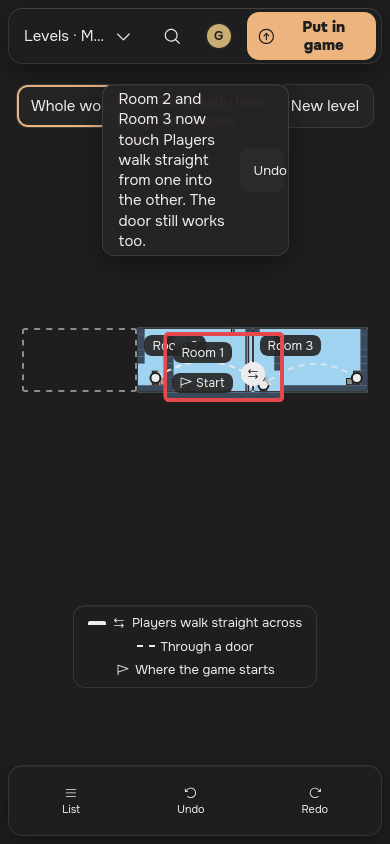 Levels · M...
G
Put in
game
Whole wo
New level
Room 2 and
Room 3 now
touch Players
walk straight
from one into
the other. The
door still works
too.
Undo
Room 1
Room 3
Start
Players walk straight across
Through a door
Where the game starts
List
Undo
Redo